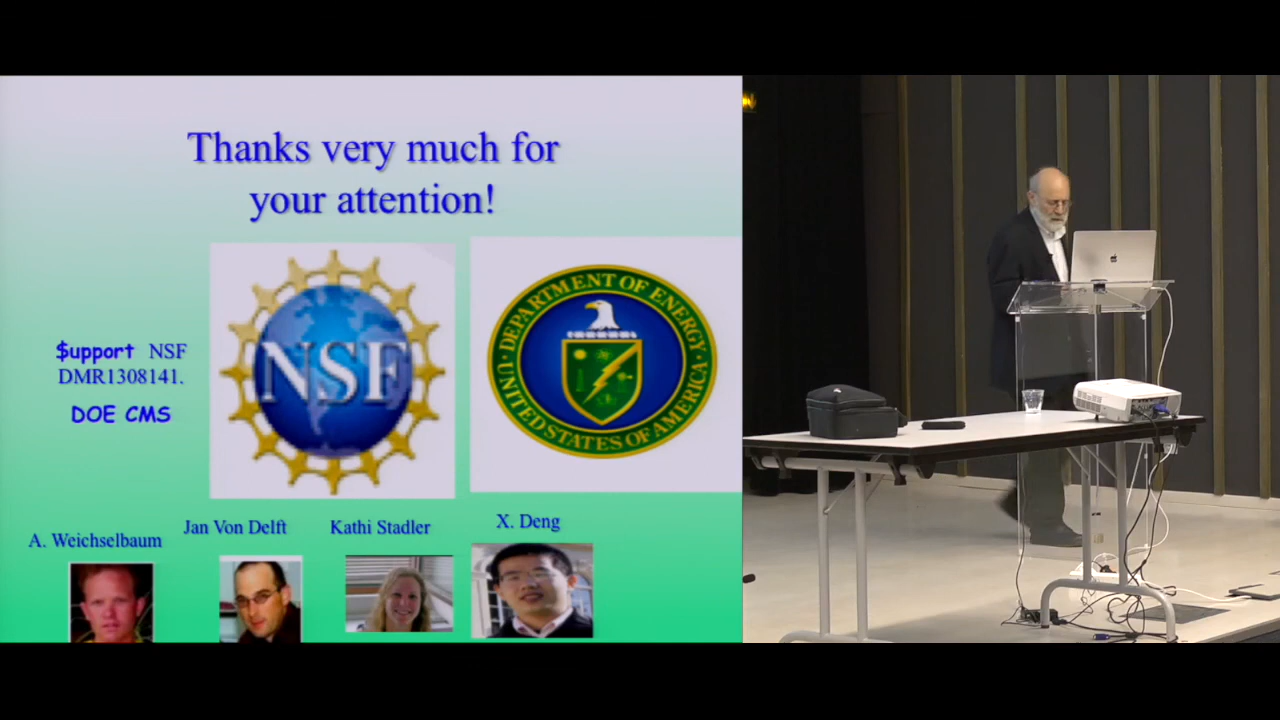 Thanks very much for
your attention!
$upport NSF
DMR1308141.
DOE CMS
NSF
DEPARTMENT OF ENERGY
UNITED STATES OF AMERICA
A. Weichselbaum
Jan Von Delft
Kathi Stadler
X. Deng